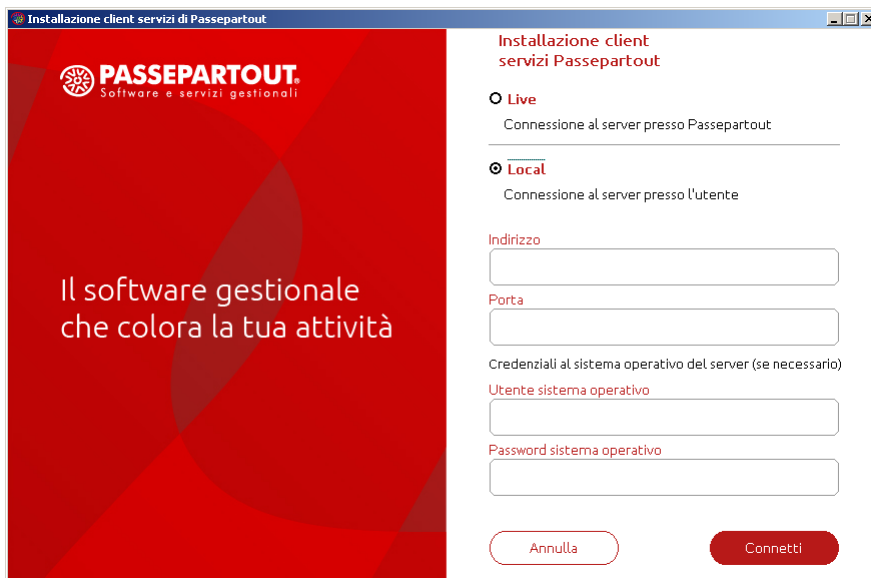 Installazione client servizi di Passepartout
PASSEPARTOUT.
Software e servizi gestionali
Il software gestionale
che colora la tua attività
Installazione client
servizi Passepartout
Live
Connessione al server presso Passepartout
Local
Connessione al server presso l'utente
Indirizzo
Porta
Credenziali al sistema operativo del server (se necessario)
Utente sistema operativo
Password sistema operativo
Annulla
Connetti